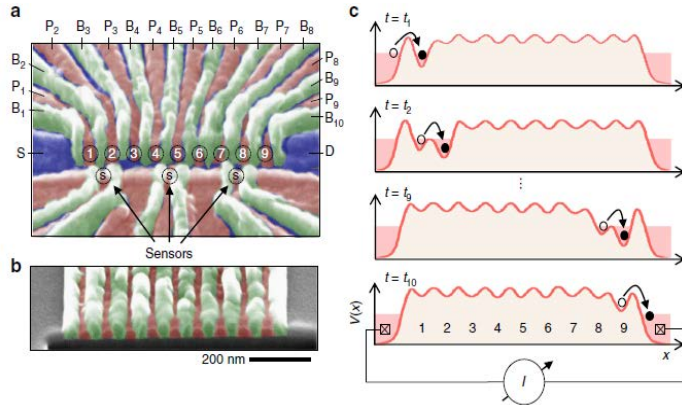 a
P2 B3 P3 B4 P4 B5 P5 B6 P6 B7 P7 B8
B2
P1
B1
S
P8
B9
P9
B10
D
1 2 3 4 5 6 7 8 9
S S S
Sensors
b
200 nm
c
t = t1
t = t2
⋮
t = t9
t = t10
V(x)
1 2 3 4 5 6 7 8 9
x
I